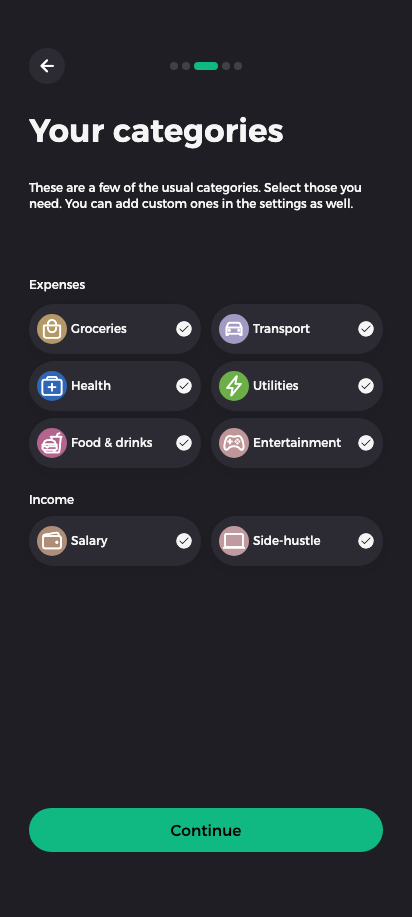 Your categories
These are a few of the usual categories. Select those you
need. You can add custom ones in the settings as well.
Expenses
Groceries
Transport
Health
Utilities
Food & drinks
Entertainment
Income
Salary
Side-hustle
Continue